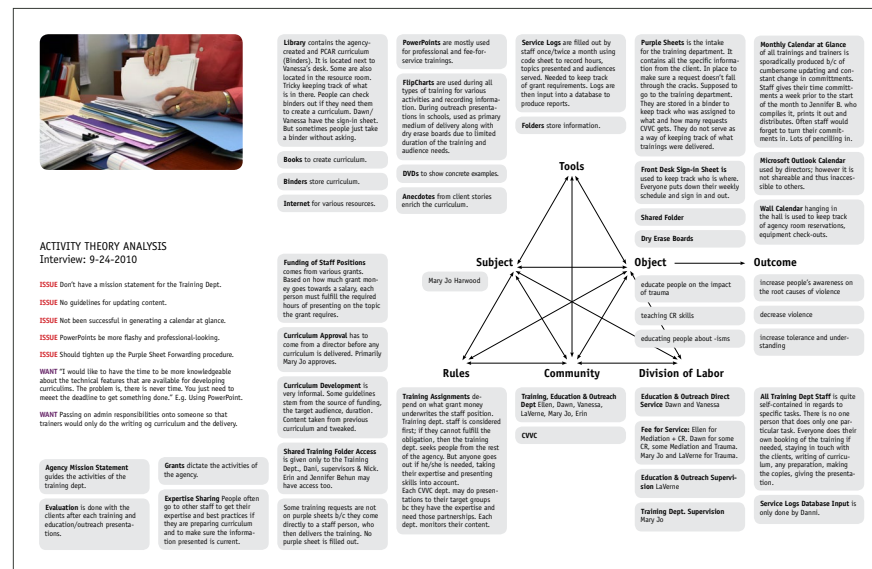 Library contains the agency-
created and PCAR curriculum
(Binders). It is located next to
Vanessa's desk. Some are also
located in the resource room.
Tricky keeping track of what
is in there. People can check
binders out if they need them
to create a curriculum. Dawn/
Vanessa have the sign-in sheet.
But sometimes people just take
a binder without asking.
Books to create curriculum.
Binders store curriculum.
Internet for various resources.
PowerPoints are mostly used
for professional and fee-for-
service trainings.
FlipCharts are used during all
types of training for various
activities and recording informa-
tion. During outreach presenta-
tions in schools, used as primary
medium of delivery along with
dry erase boards due to limited
duration of the training and
audience needs.
DVDs to show concrete examples.
Anecdotes from client stories
enrich the curriculum.
Service Logs are filled out by
staff once/twice a month using
code sheet to record hours,
topics presented and audiences
served. Needed to keep track
of grant requirements. Logs are
then input into a database to
produce reports.
Folders store information.
Purple Sheets is the intake
for the training department. It
contains all the specific informa-
tion from the client. In place to
make sure a request doesn't fall
through the cracks. Supposed to
go to the training department.
They are stored in a binder to
keep track who was assigned to
what and how many requests
CVVC gets. They do not serve as
a way of keeping track of what
trainings were delivered.
Front Desk Sign-in Sheet is
used to keep track who is where.
Everyone puts down their weekly
schedule and sign in and out.
Shared Folder
Dry Erase Boards
Monthly Calendar at Glance
of all trainings and trainers is
sporadically produced b/c of
cumbersome updating and con-
stant change in committments.
Staff gives their time committ-
ments a week prior to the start
of the month to Jennifer B. who
compiles it, prints it out and
distributes. Often staff would
forget to turn their commit-
ments in. Lots of pencilling in.
Microsoft Outlook Calendar
used by directors; however it is
not shareable and thus inacces-
sible to others.
Wall Calendar hanging in
the hall is used to keep track
of agency room reservations,
equipment check-outs.
Tools
Subject
Mary Jo Harwood
Object
Outcome
educate people on the impact
of trauma
teaching CR skills
educating people about -isms
increase people's awareness on
the root causes of violence
decrease violence
increase tolerance and under-
standing
Rules
Community
Division of Labor
ACTIVITY THEORY ANALYSIS
Interview: 9-24-2010
ISSUE Don't have a mission statement for the Training Dept.
ISSUE No guidelines for updating content.
ISSUE Not been successful in generating a calendar at glance.
ISSUE PowerPoints be more flashy and professional-looking.
ISSUE Should tighten up the Purple Sheet Forwarding procedure.
WANT "I would like to have the time to be more knowledgeable
about the technical features that are available for developing
curriculims. The problem is, there is never time. You just need to
meeet the deadline to get something done." E.g. Using PowerPoint.
WANT Passing on admin responsibilities onto someone so that
trainers would only do the writing og curriculum and the delivery.
Agency Mission Statement
guides the activities of the
training dept.
Evaluation is done with the
clients after each training and
education/outreach presenta-
tions.
Grants dictate the activities of
the agency.
Expertise Sharing People often
go to other staff to get their
expertise and best practices if
they are preparing curriculum
and to make sure the informa-
tion presented is current.
Funding of Staff Positions
comes from various grants.
Based on how much grant mon-
ey goes towards a salary, each
person must fulfill the required
hours of presenting on the topic
the grant requires.
Curriculum Approval has to
come from a director before any
curriculum is delivered. Primarily
Mary Jo approves.
Curriculum Development is
very informal. Some guidelines
stem from the source of funding,
the target audience, duration.
Content taken from previous
curriculum and tweaked.
Shared Training Folder Access
is given only to the Training
Dept., Dani, supervisors & Nick.
Erin and Jennifer Behun may
have access too.
Some training requests are not
on purple sheets b/c they come
directly to a staff person, who
then delivers the training. No
purple sheet is filled out.
Training Assignments de-
pend on what grant money
underwrites the staff position.
Training dept. staff is considered
first; if they cannot fulfilled the
obligation, then the training
dept. seeks people from the rest
of the agency. But anyone goes
out if he/she is needed, taking
their expertise and presenting
skills into account.
Each CVVC dept. may do presen-
tations to their target groups
bc they have the expertise and
need those partnerships. Each
dept. monitors their content.
Training, Education & Outreach
Dept Ellen, Dawn, Vanessa,
LaVerne, Mary Jo, Erin
CVVC
Education & Outreach Direct
Service Dawn and Vanessa
Fee for Service: Ellen for
Mediation + CR. Dawn for some
CR, some Mediation and Trauma.
Mary Jo and LaVerne for Trauma.
Education & Outreach Supervi-
sion LaVerne
Training Dept. Supervision
Mary Jo
All Training Dept Staff is quite
self-contained in regards to
specific tasks. There is no one
person that does only one par-
ticular task. Everyone does their
own booking of the training if
needed, staying in touch with
the clients, writing of curricu-
lum, any preparation, making
the copies, giving the presenta-
tion.
Service Logs Database Input is
only done by Danni.